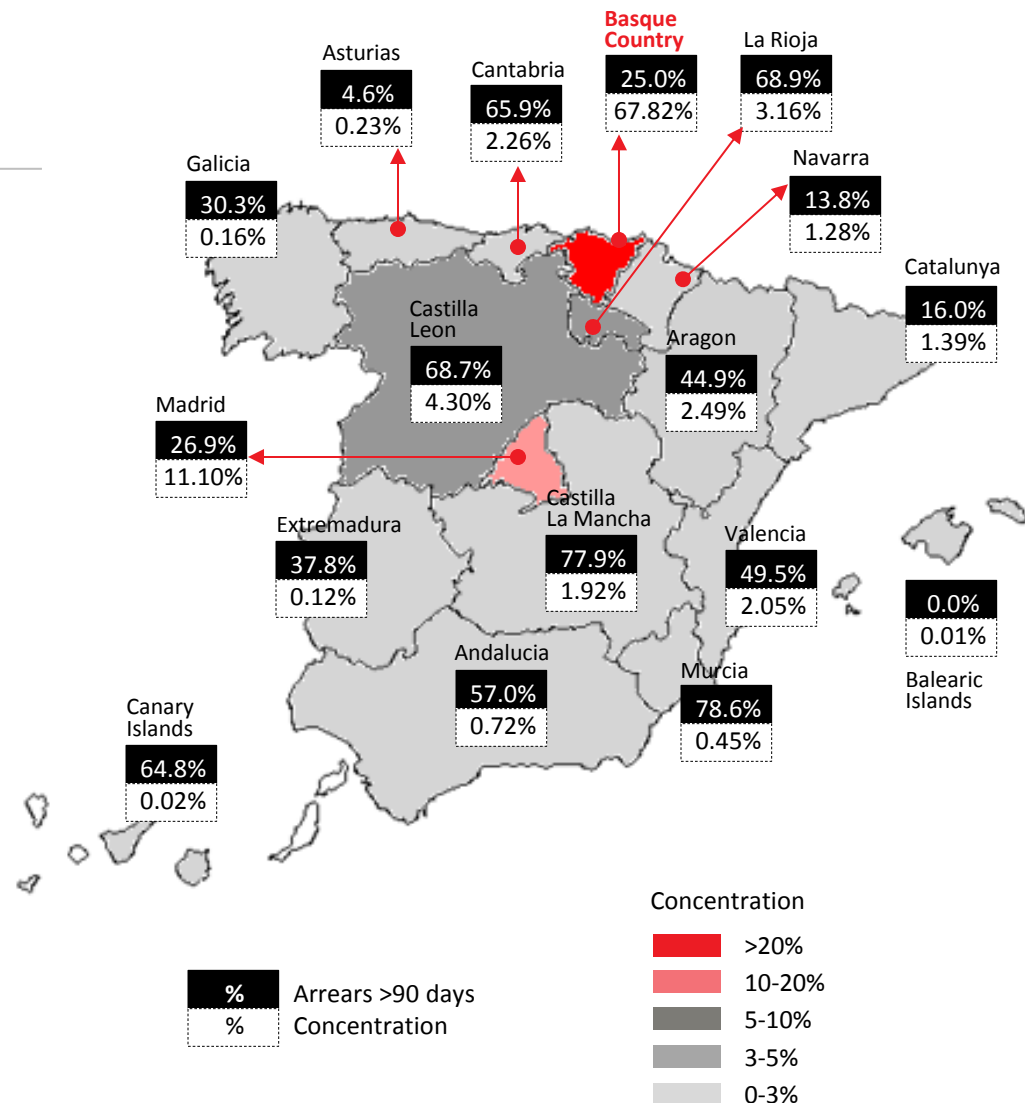 Basque
Country
25.0%
67.82%
La Rioja
68.9%
3.16%
Asturias
4.6%
0.23%
Cantabria
65.9%
2.26%
Navarra
13.8%
1.28%
Galicia
30.3%
0.16%
Catalunya
16.0%
1.39%
Castilla
Leon
68.7%
4.30%
Aragon
44.9%
2.49%
Madrid
26.9%
11.10%
Castilla
La Mancha
77.9%
1.92%
Extremadura
37.8%
0.12%
Valencia
49.5%
2.05%
0.0%
0.01%
Balearic
Islands
Andalucia
57.0%
0.72%
Murcia
78.6%
0.45%
Canary
Islands
64.8%
0.02%
Concentration
>20%
10-20%
5-10%
3-5%
0-3%
% Arrears >90 days
% Concentration